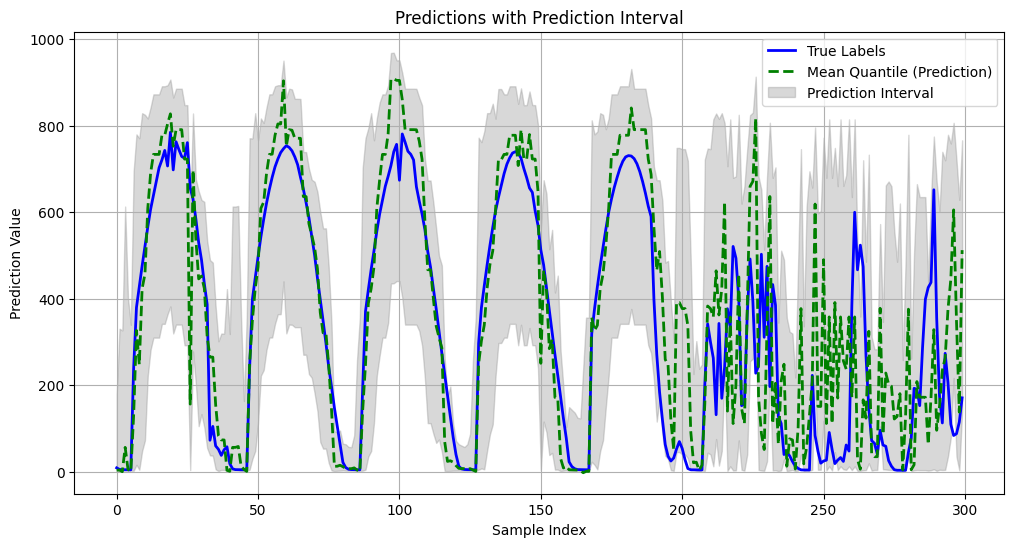 Predictions with Prediction Interval
True Labels
Mean Quantile (Prediction)
Prediction Interval
Prediction Value
1000
800
600
400
200
0
0
50
100
150
200
250
300
Sample Index